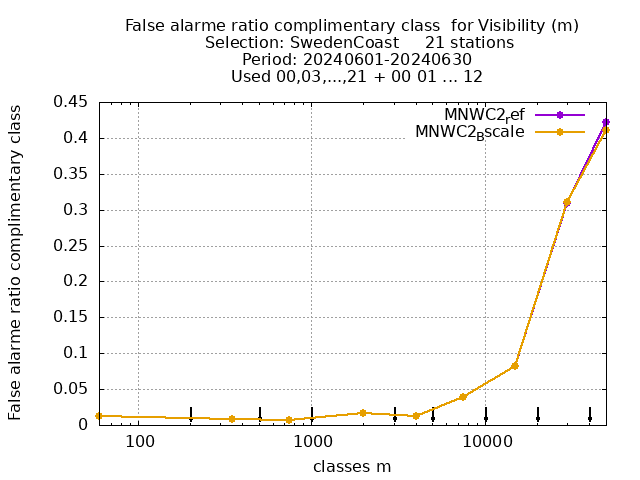 False alarme ratio complimentary class  for Visibility (m)
Selection: SwedenCoast     21 stations
Period: 20240601-20240630
Used 00,03,...,21 + 00 01 ... 12
False alarme ratio complimentary class
MNWC2ref
MNWC2Bscale
0.45
0.4
0.35
0.3
0.25
0.2
0.15
0.1
0.05
0
100 1000 10000
classes m